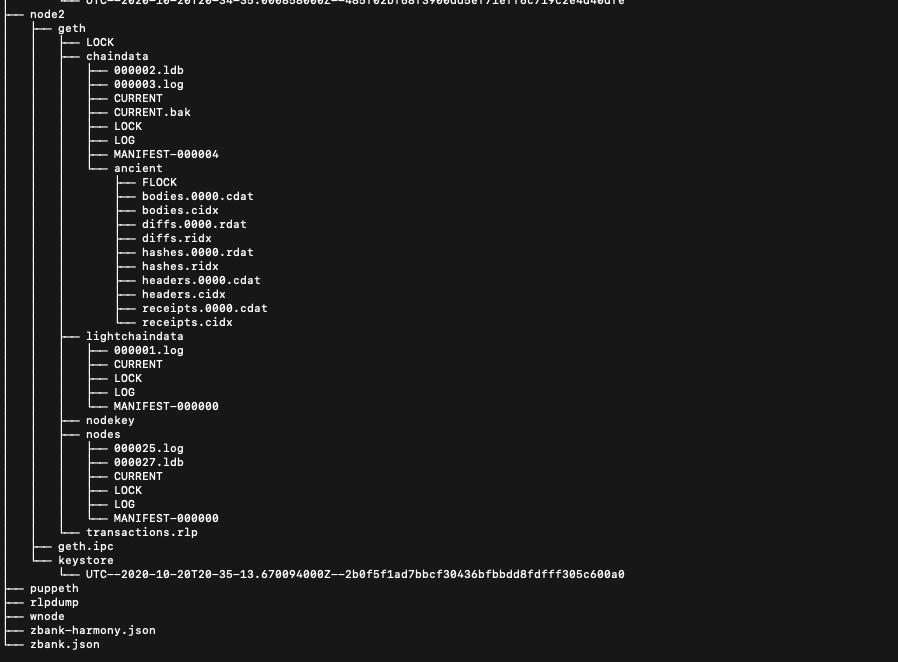 node2
geth
LOCK
chaindata
000002.ldb
000003.log
CURRENT
CURRENT.bak
LOCK
LOG
MANIFEST-000004
ancient
FLOCK
bodies.0000.cdat
bodies.cidx
diffs.0000.rdat
diffs.ridx
hashes.0000.rdat
hashes.ridx
headers.0000.cdat
headers.cidx
receipts.0000.cdat
receipts.cidx
lightchaindata
000001.log
CURRENT
LOCK
LOG
MANIFEST-000000
nodekey
nodes
000025.log
000027.ldb
CURRENT
LOCK
LOG
MANIFEST-000000
transactions.rlp
geth.ipc
keystore
UTC--2020-10-20T20-35-13.670094000Z--2b0f5f1ad7bbcf30436bfbbdd8fdfff305c600a0
puppeth
rlpdump
wnode
zbank-harmony.json
zbank.json